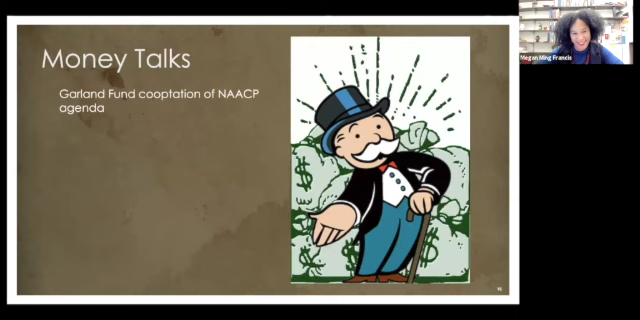 Money Talks
Garland Fund cooptation of NAACP
agenda
Megan Ming Francis
$
$
$
$